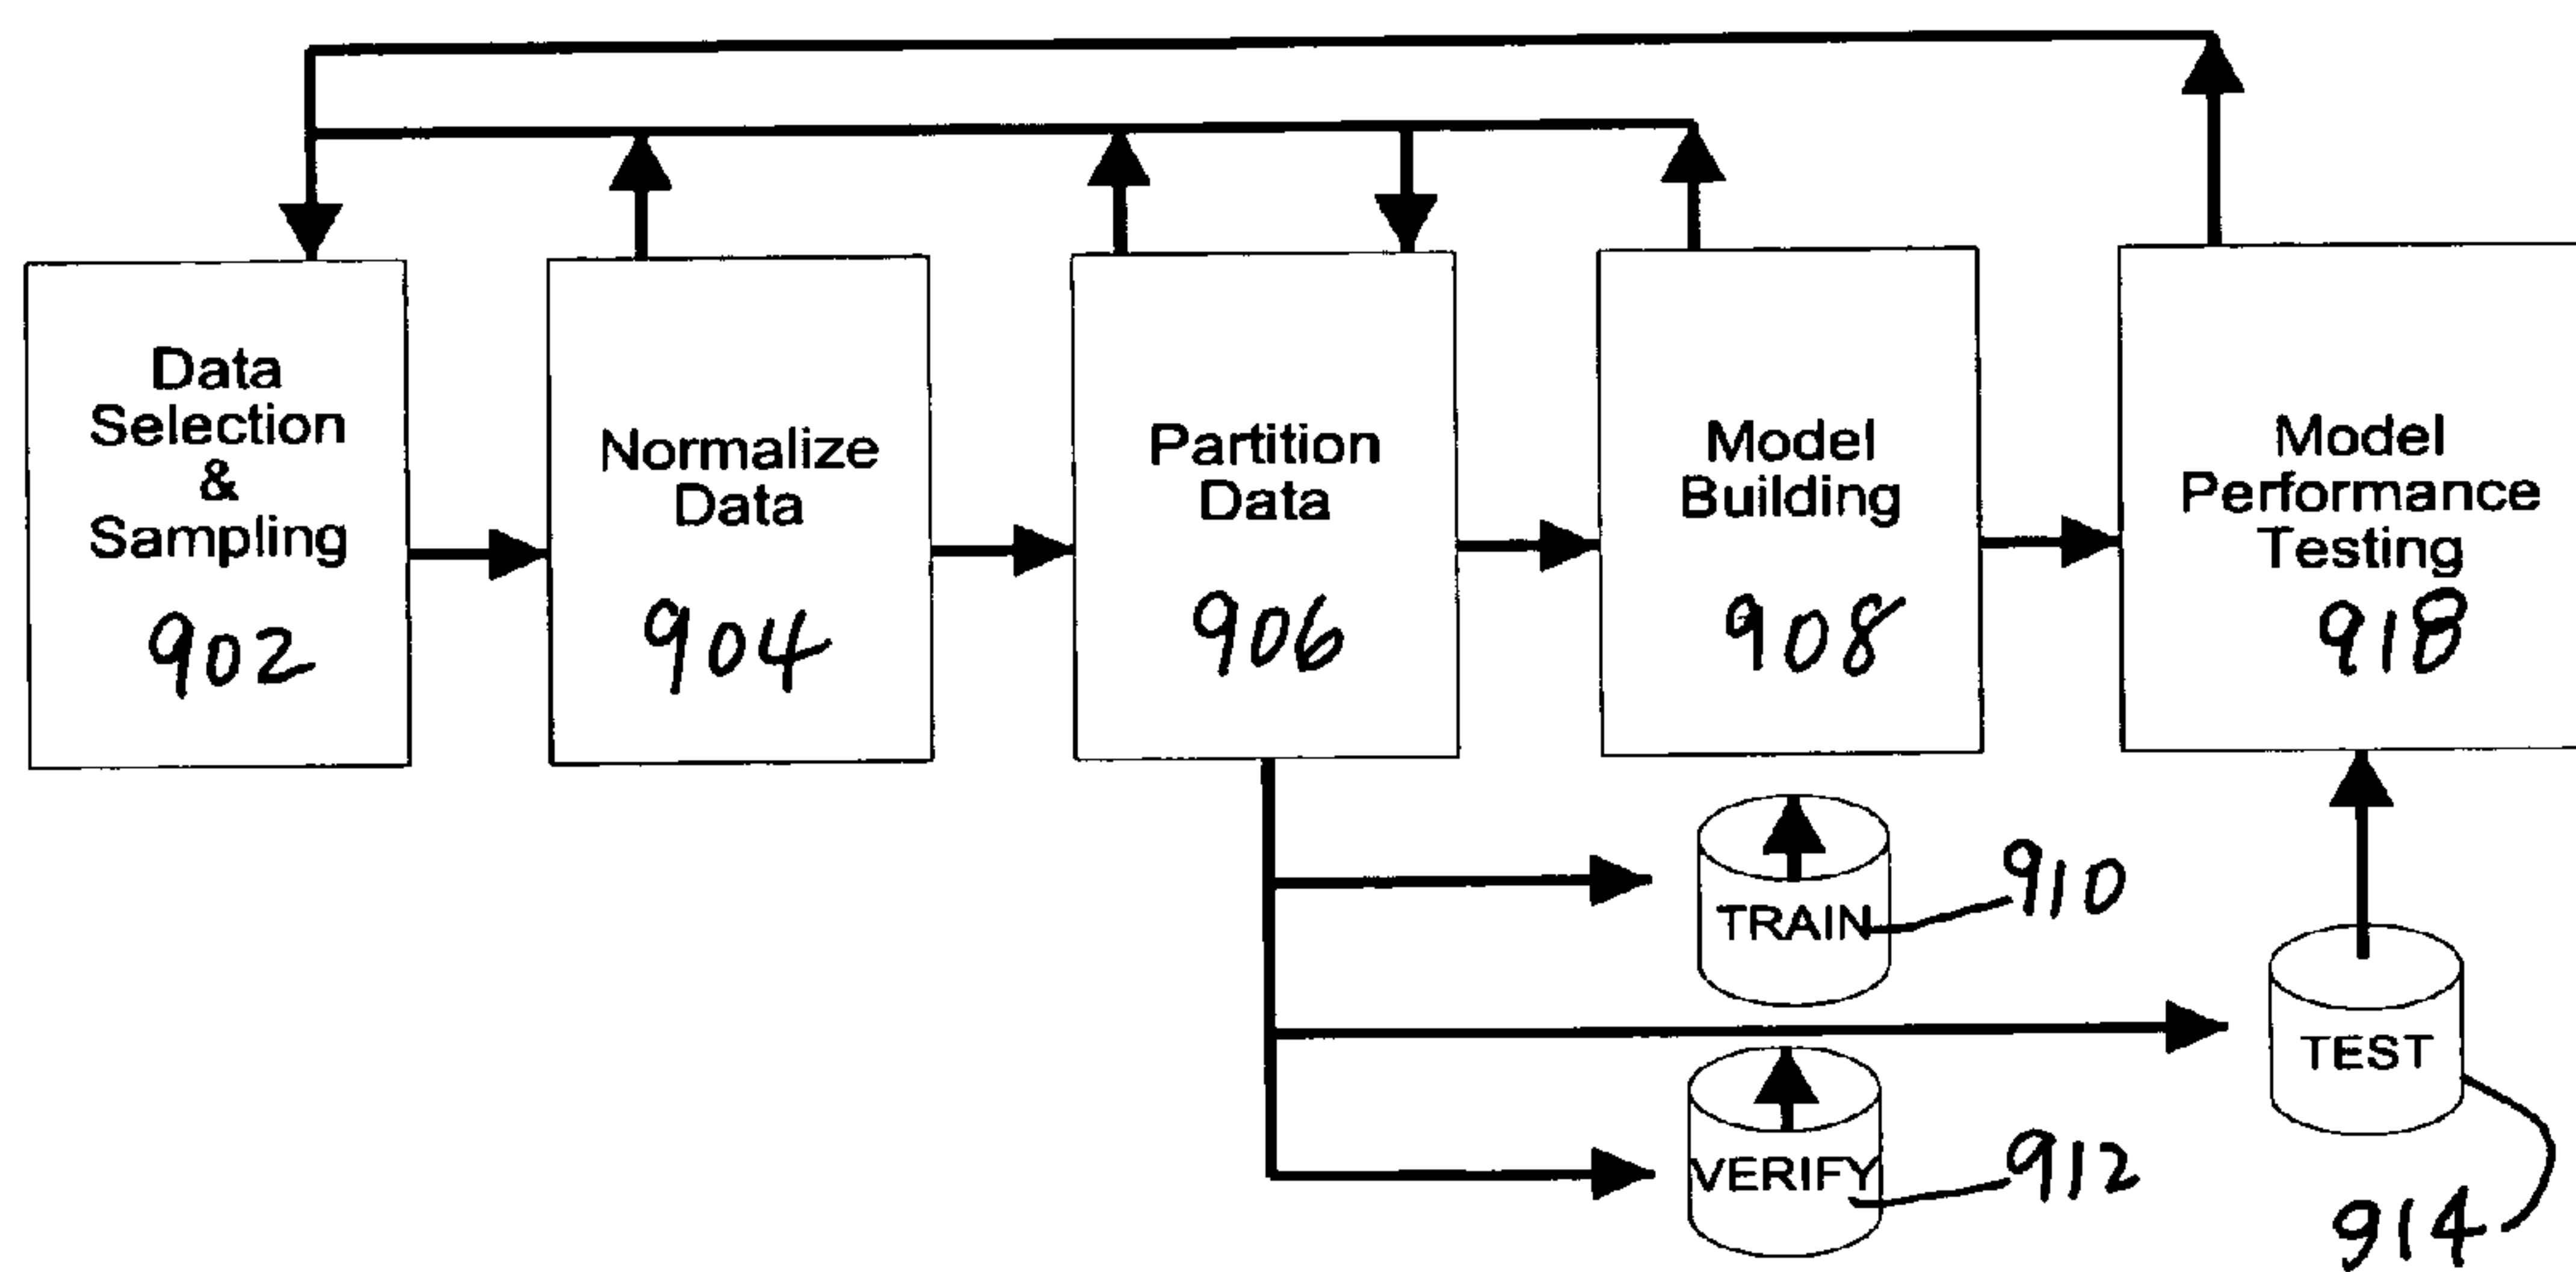 Data
Selection
&
Sampling
902
Normalize
Data
904
Partition
Data
906
Model
Building
908
Model
Performance
Testing
918
TRAIN
910
TEST
914
VERIFY
912